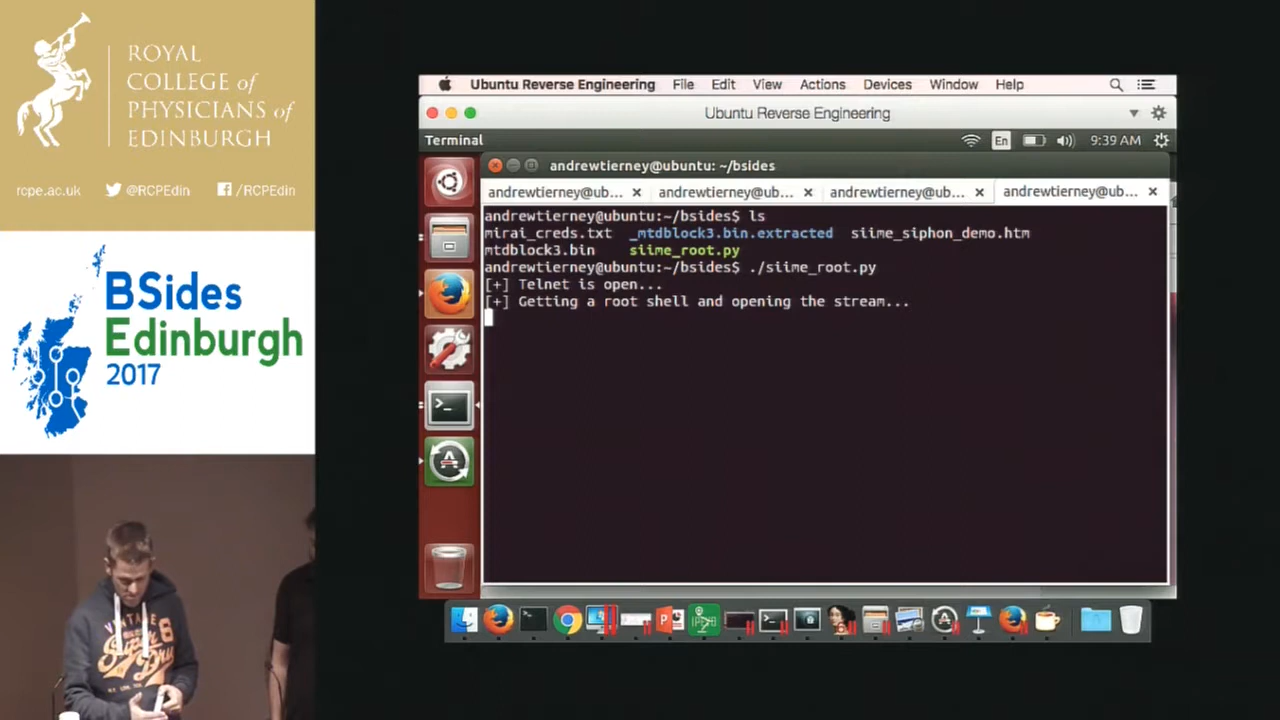 ROYAL
COLLEGE of
PHYSICIANS of
EDINBURGH
rcpe.ac.uk @RCPEdin /RCPEdin
BSides
Edinburgh
2017
VINTAGE
Ubuntu Reverse Engineering File Edit View Actions Devices Window Help
Ubuntu Reverse Engineering
Terminal En 9:39 AM
andrewtierney@ubuntu: ~/bsides
andrewtierney@ub... andrewtierney@ub... andrewtierney@ub... andrewtierney@ub...
andrewtierney@ubuntu:~/bsides$ ls
mirai_creds.txt _mtdblock3.bin.extracted siime_siphon_demo.htm
mtdblock3.bin siime_root.py
andrewtierney@ubuntu:~/bsides$ ./siime_root.py
[+] Telnet is open...
[+] Getting a root shell and opening the stream...